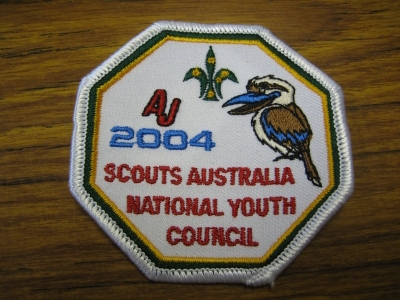 AJ
2004
SCOUTS AUSTRALIA
NATIONAL YOUTH
COUNCIL